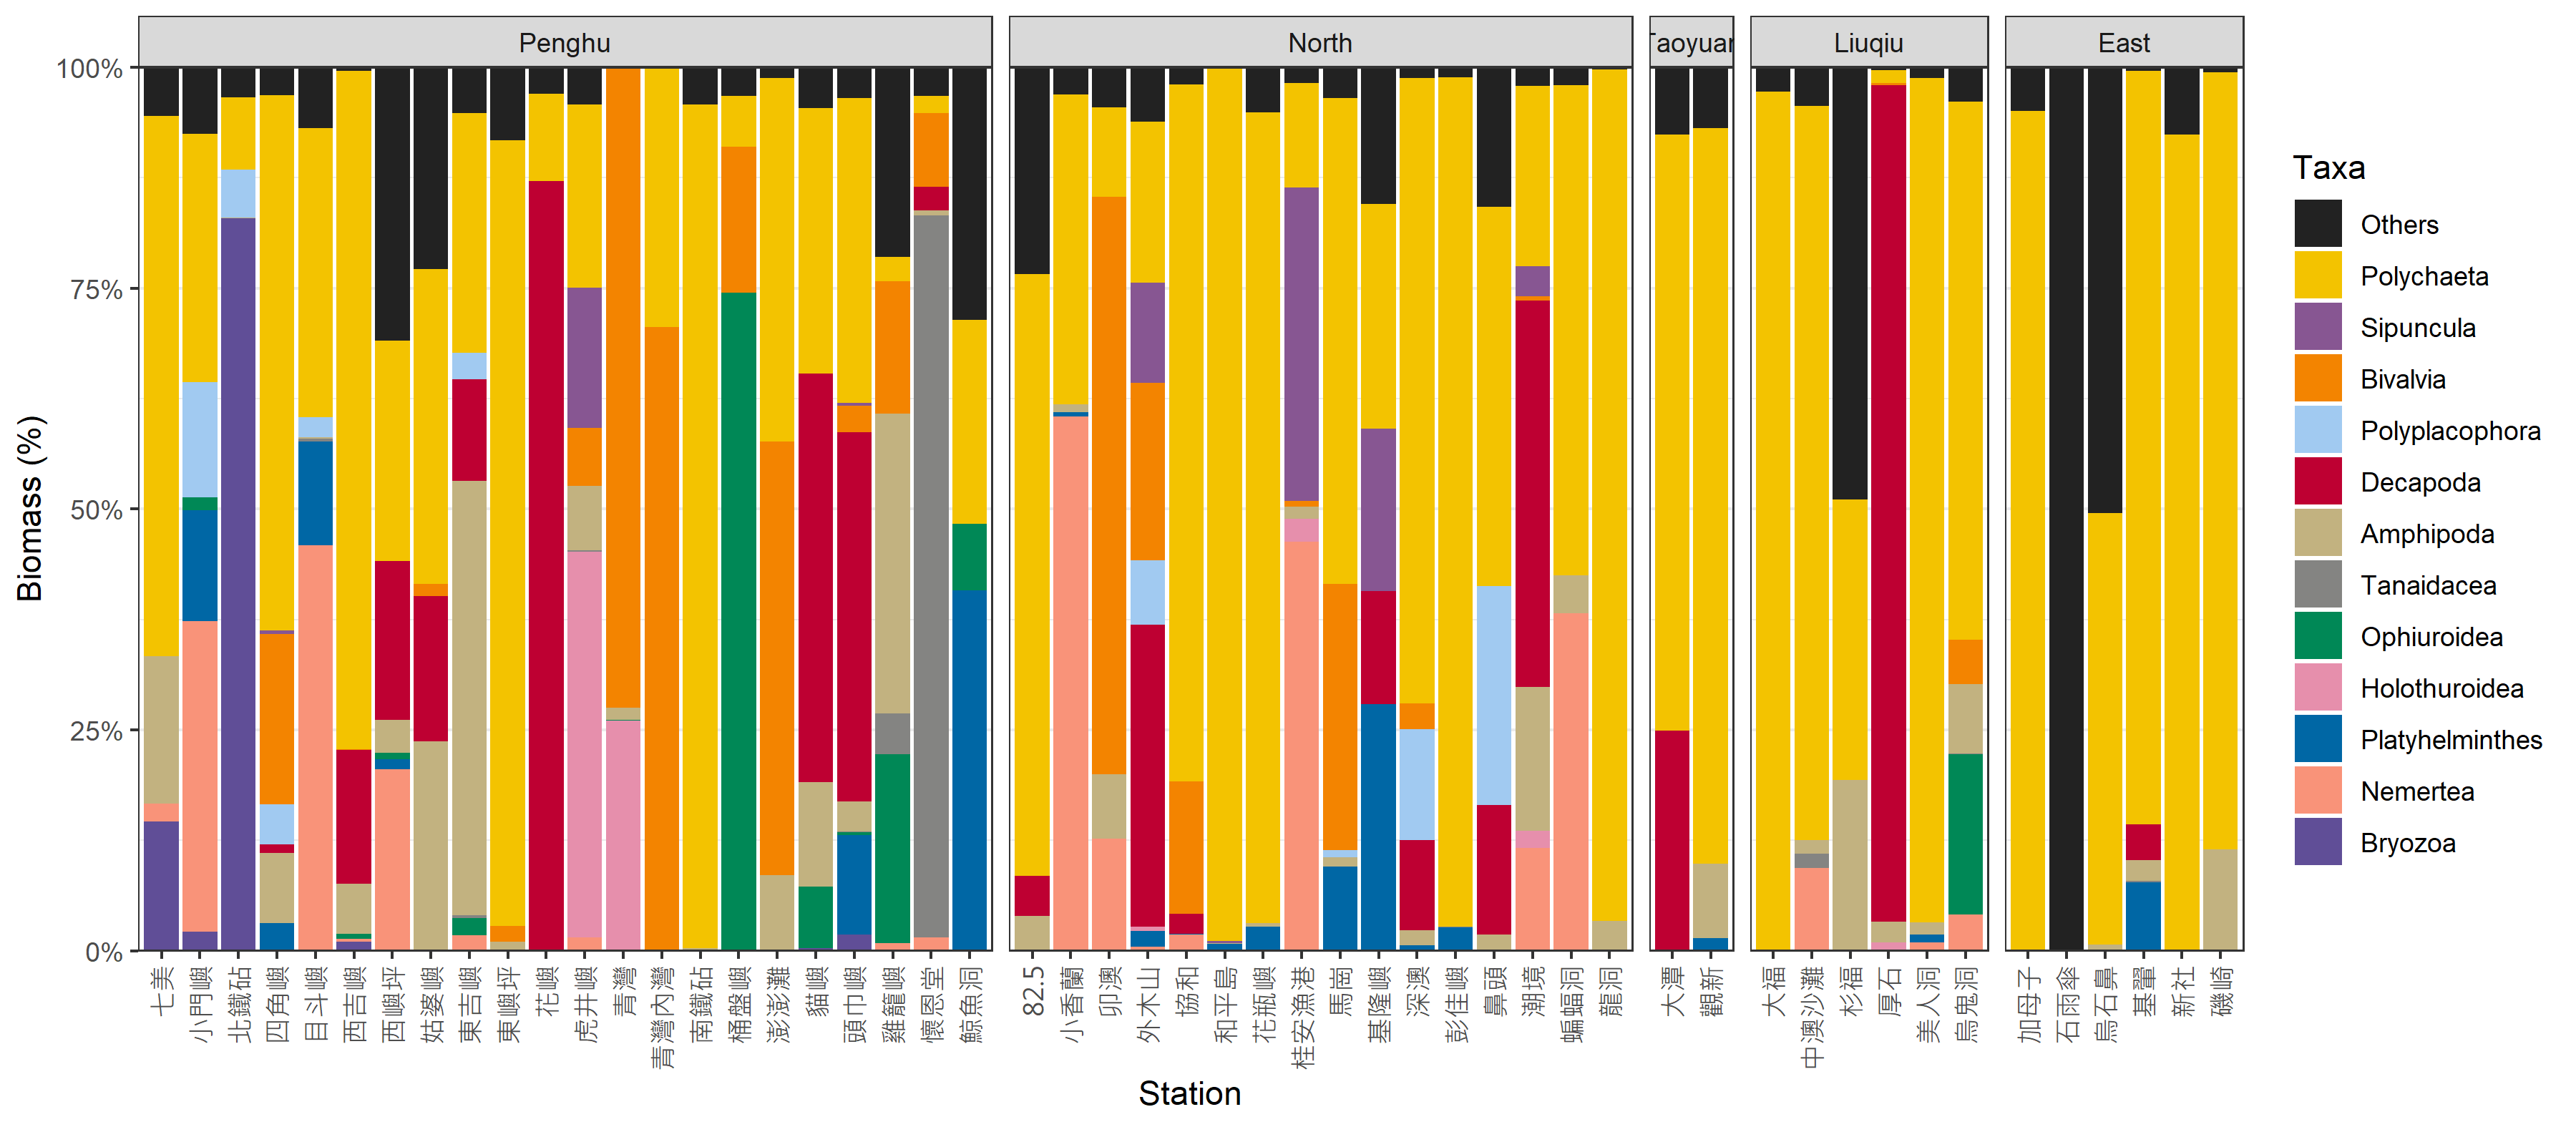 Penghu
North
Taoyuan
Liuqiu
East
Biomass (%)
100%
75%
50%
25%
0%
七美
小門嶼
北鐵砧
四角嶼
目斗嶼
西吉嶼
西嶼坪
姑婆嶼
東吉嶼
東嶼坪
花嶼
虎井嶼
青灣
青灣內灣
南鐵砧
桶盤嶼
澎澎灘
貓嶼
頭巾嶼
雞籠嶼
懷恩堂
鯨魚洞
82.5
小香蘭
卯澳
外木山
協和
和平島
花瓶嶼
桂安漁港
馬崗
基隆嶼
深澳
彭佳嶼
鼻頭
潮境
蝙蝠洞
龍洞
大潭
觀新
大福
中澳沙灘
杉福
厚石
美人洞
烏鬼洞
加母子
石雨傘
烏石鼻
基翬
新社
磯崎
Station
Taxa
Others
Polychaeta
Sipuncula
Bivalvia
Polyplacophora
Decapoda
Amphipoda
Tanaidacea
Ophiuroidea
Holothuroidea
Platyhelminthes
Nemertea
Bryozoa